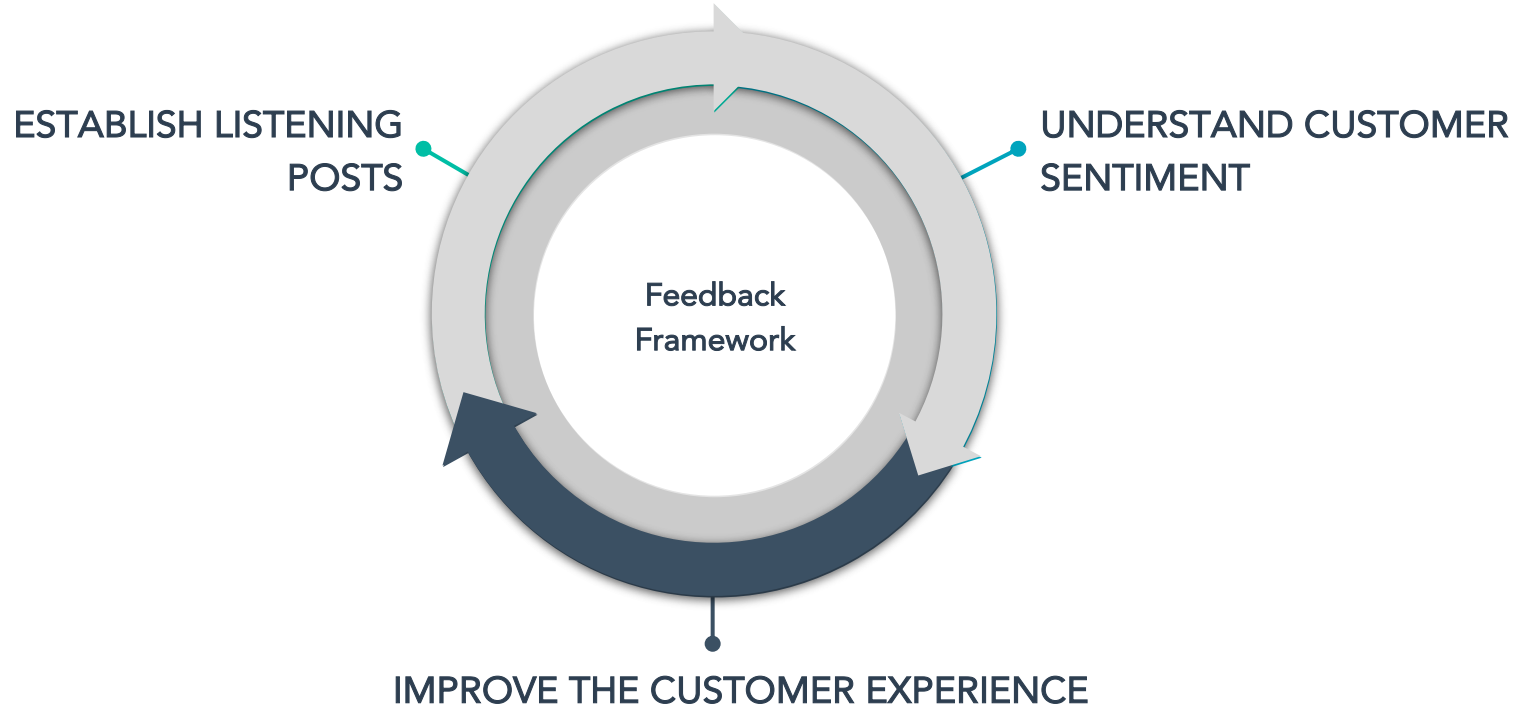 ESTABLISH LISTENING
POSTS
UNDERSTAND CUSTOMER
SENTIMENT
Feedback
Framework
IMPROVE THE CUSTOMER EXPERIENCE